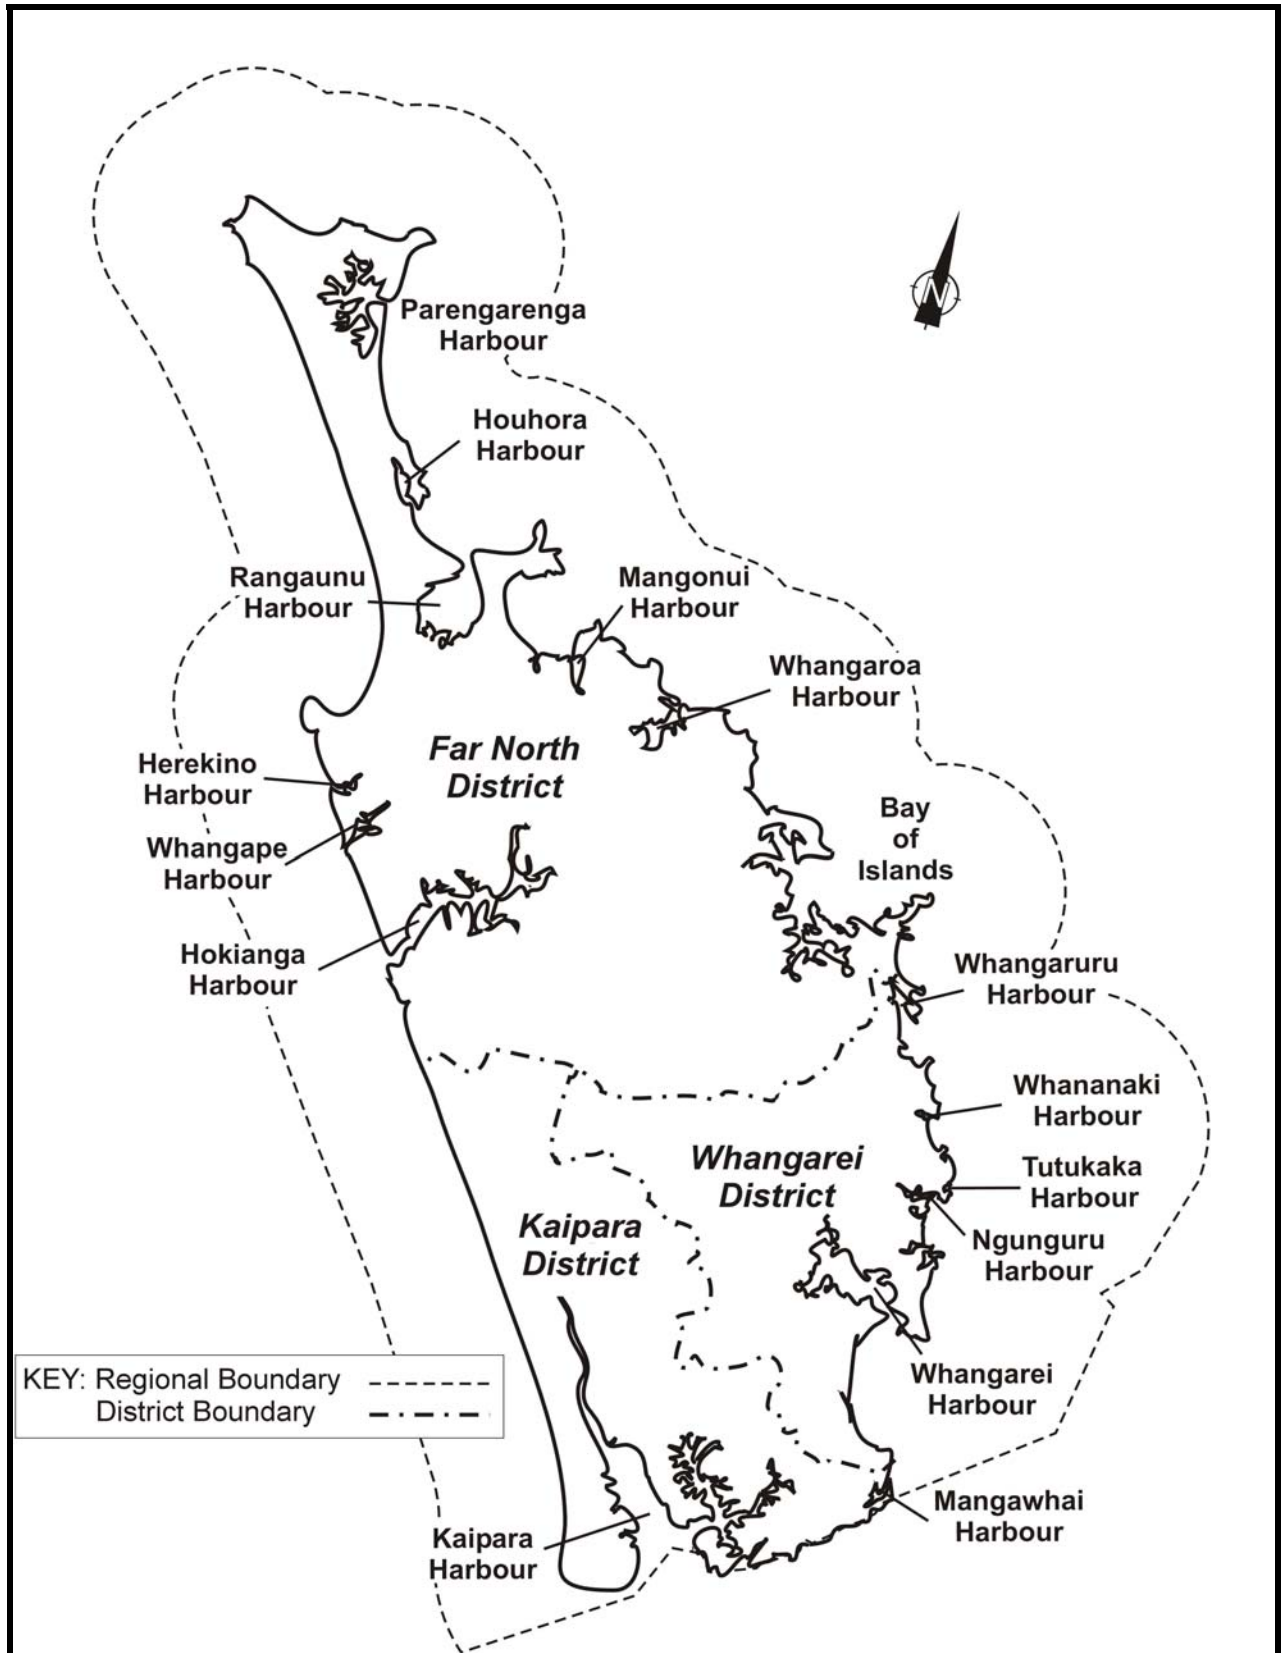 N
Parengarenga
Harbour
Houhora
Harbour
Rangaunu
Harbour
Mangonui
Harbour
Whangaroa
Harbour
Far North
District
Herekino
Harbour
Bay
of
Islands
Whangape
Harbour
Hokianga
Harbour
Whangaruru
Harbour
Whananaki
Harbour
Whangarei
District
Tutukaka
Harbour
Kaipara
District
Ngunguru
Harbour
Whangarei
Harbour
KEY: Regional Boundary
District Boundary
Mangawhai
Harbour
Kaipara
Harbour